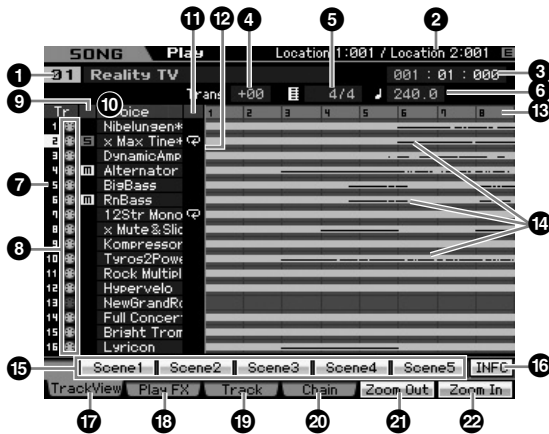 11 12 4 5 2
SONG Play Location 1:001 / Location 2:001 E
1 01 Reality TV 001 : 01 : 000 3
Trans +00 4/4 240.0 6
9 10
Tr Voice 1 2 3 4 5 6 7 8 13
1 Nibelungen*
2 S x Max Tine*
3 DynamicAmp
4 m Alternator
7 5 BigBass
6 m RnBass
7 12Str Mono 14
8 x Mute&Slid
8 9 Kompressor
10 Tyros2Powe
11 Rock Multipl
12 Hypervelo
13 NewGrandRo
14 Full Concer
15 Bright Trom
16 Lyricon
15 Scene1 Scene2 Scene3 Scene4 Scene5 INFO 16
TrackView Play FX Track Chain Zoom Out Zoom In
17 18 19 20 21 22